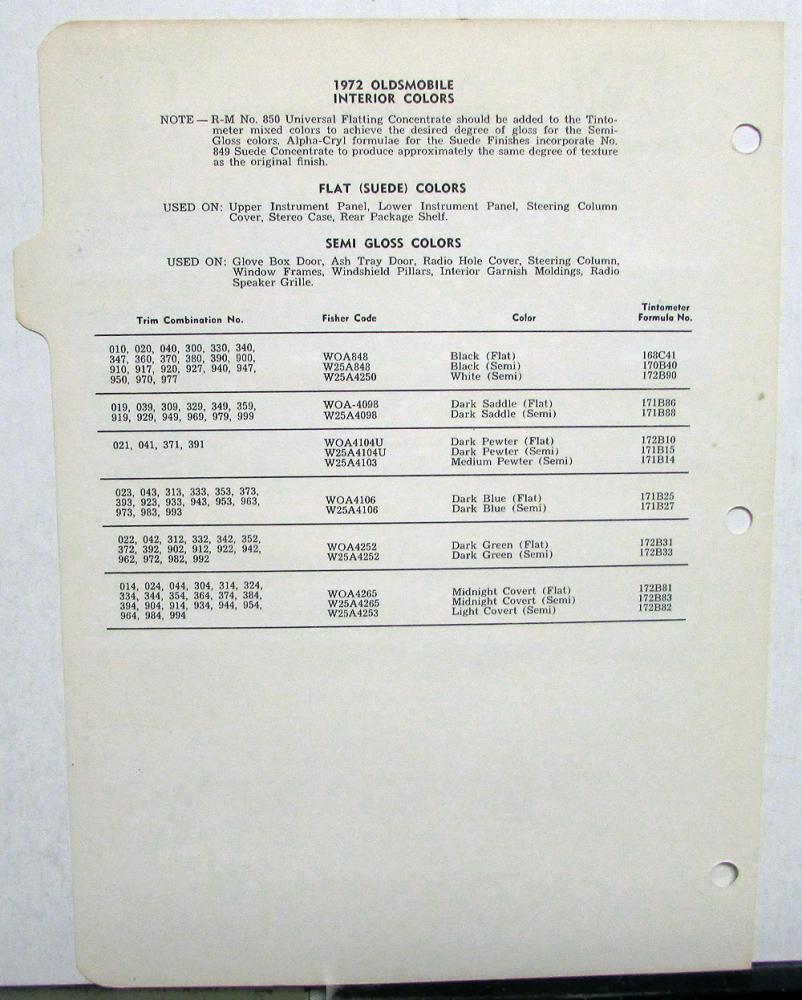 1972 OLDSMOBILE
INTERIOR COLORS
NOTE — R-M No. 850 Universal Flatting Concentrate should be added to the Tinto-
meter mixed colors to achieve the desired degree of gloss for the Semi-
Gloss colors. Alpha-Cryl formulae for the Suede Finishes incorporate No.
849 Suede Concentrate to produce approximately the same degree of texture
as the original finish.
FLAT (SUEDE) COLORS
USED ON: Upper Instrument Panel, Lower Instrument Panel, Steering Column
Cover, Stereo Case, Rear Package Shelf.
SEMI GLOSS COLORS
USED ON: Glove Box Door, Ash Tray Door, Radio Hole Cover, Steering Column,
Window Frames, Windshield Pillars, Interior Garnish Moldings, Radio
Speaker Grille.
Tintometer
Trim Combination No. Fisher Code Color Formula No.
010, 020, 040, 300, 330, 340,
347, 360, 370, 380, 390, 900, WOA848 Black (Flat) 168C41
910, 917, 920, 927, 940, 947, W25A848 Black (Semi) 170B40
950, 970, 977 W25A4250 White (Semi) 172B90
019, 039, 309, 329, 349, 359, WOA-4098 Dark Saddle (Flat) 171B86
919, 929, 949, 969, 979, 999 W25A4098 Dark Saddle (Semi) 171B88
021, 041, 371, 391 WOA4104U Dark Pewter (Flat) 172B10
W25A4104U Dark Pewter (Semi) 171B15
W25A4103 Medium Pewter (Semi) 171B14
023, 043, 313, 333, 353, 373,
393, 923, 933, 943, 953, 963, WOA4106 Dark Blue (Flat) 171B25
973, 983, 993 W25A4106 Dark Blue (Semi) 171B27
022, 042, 312, 332, 342, 352,
372, 392, 902, 912, 922, 942, WOA4252 Dark Green (Flat) 172B31
962, 972, 982, 992 W25A4252 Dark Green (Semi) 172B33
014, 024, 044, 304, 314, 324,
334, 344, 354, 364, 374, 384, WOA4265 Midnight Covert (Flat) 172B81
394, 904, 914, 934, 944, 954, W25A4265 Midnight Covert (Semi) 172B83
964, 984, 994 W25A4253 Light Covert (Semi) 172B82